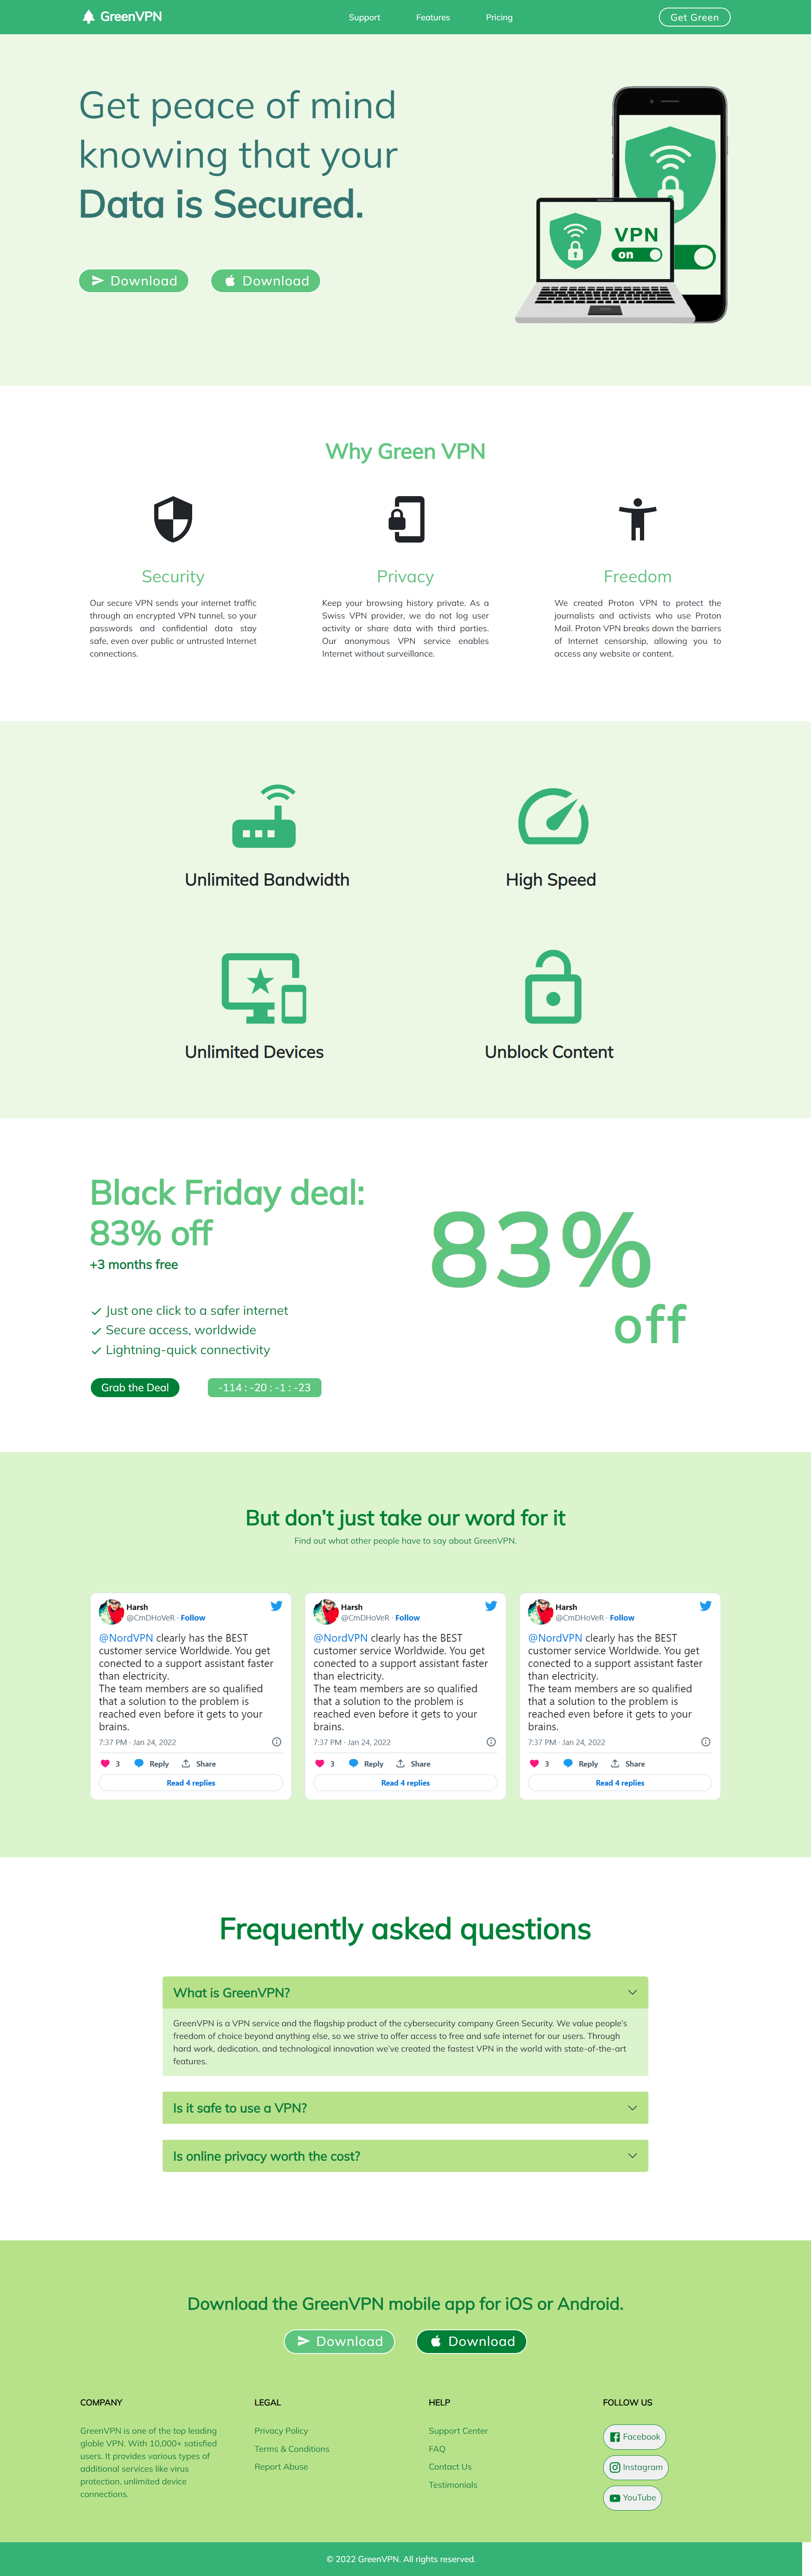 GreenVPN
Support
Features
Pricing
Get Green
Get peace of mind
knowing that your
Data is Secured.
Download
Download
VPN
on
Why Green VPN
Security
Our secure VPN sends your internet traffic
through an encrypted VPN tunnel, so your
passwords and confidential data stay
safe, even over public or untrusted Internet
connections.
Privacy
Keep your browsing history private. As a
Swiss VPN provider, we do not log user
activity or share data with third parties.
Our anonymous VPN service enables
Internet without surveillance.
Freedom
We created Proton VPN to protect the
journalists and activists who use Proton
Mail. Proton VPN breaks down the barriers
of Internet censorship, allowing you to
access any website or content.
Unlimited Bandwidth
High Speed
Unlimited Devices
Unblock Content
Black Friday deal:
83% off
+3 months free
Just one click to a safer internet
Secure access, worldwide
Lightning-quick connectivity
Grab the Deal
-114 : -20 : -1 : -23
83%
off
But don't just take our word for it
Find out what other people have to say about GreenVPN.
Harsh
@CmDHoVeR · Follow
@NordVPN clearly has the BEST
customer service Worldwide. You get
conected to a support assistant faster
than electricity.
The team members are so qualified
that a solution to the problem is
reached even before it gets to your
brains.
7:37 PM · Jan 24, 2022
3 Reply Share
Read 4 replies
Harsh
@CmDHoVeR · Follow
@NordVPN clearly has the BEST
customer service Worldwide. You get
conected to a support assistant faster
than electricity.
The team members are so qualified
that a solution to the problem is
reached even before it gets to your
brains.
7:37 PM · Jan 24, 2022
3 Reply Share
Read 4 replies
Harsh
@CmDHoVeR · Follow
@NordVPN clearly has the BEST
customer service Worldwide. You get
conected to a support assistant faster
than electricity.
The team members are so qualified
that a solution to the problem is
reached even before it gets to your
brains.
7:37 PM · Jan 24, 2022
3 Reply Share
Read 4 replies
Frequently asked questions
What is GreenVPN?
GreenVPN is a VPN service and the flagship product of the cybersecurity company Green Security. We value people's
freedom of choice beyond anything else, so we strive to offer access to free and safe internet for our users. Through
hard work, dedication, and technological innovation we've created the fastest VPN in the world with state-of-the-art
features.
Is it safe to use a VPN?
Is online privacy worth the cost?
Download the GreenVPN mobile app for iOS or Android.
Download
Download
COMPANY
GreenVPN is one of the top leading
globle VPN. With 10,000+ satisfied
users. It provides various types of
additional services like virus
protection, unlimited device
connections.
LEGAL
Privacy Policy
Terms & Conditions
Report Abuse
HELP
Support Center
FAQ
Contact Us
Testimonials
FOLLOW US
Facebook
Instagram
YouTube
© 2022 GreenVPN. All rights reserved.